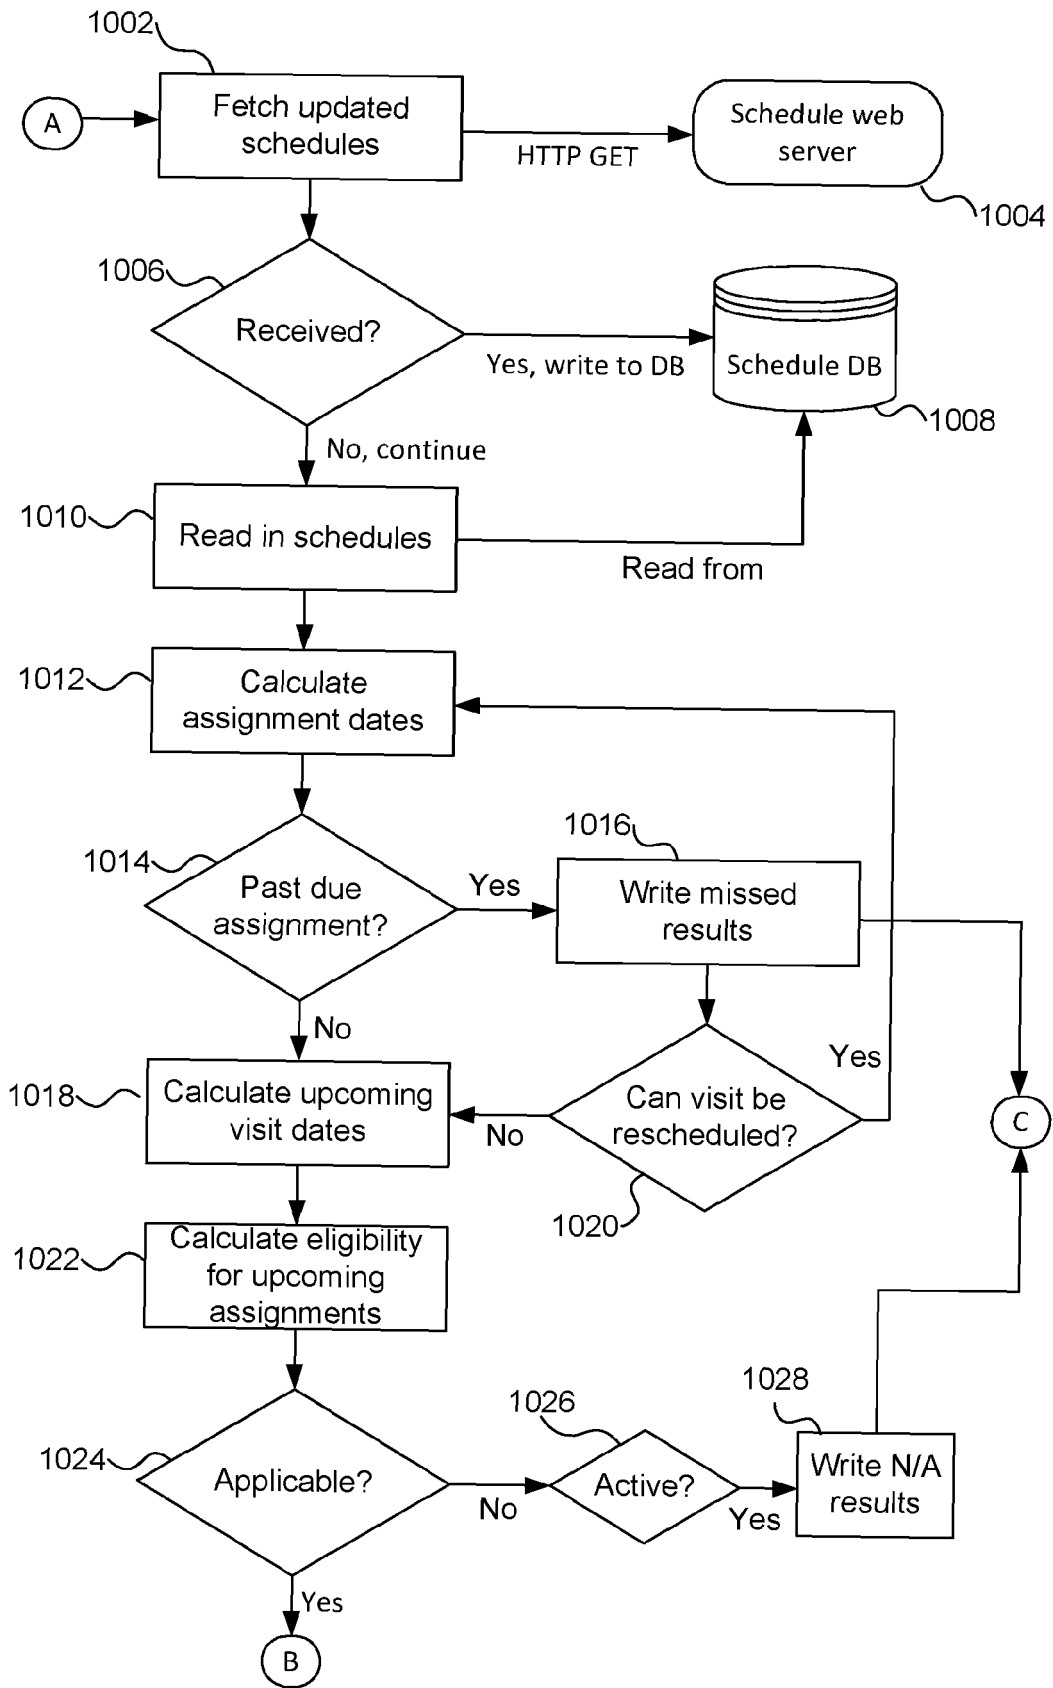 1002
A
Fetch updated
schedules
HTTP GET
Schedule web
server
1004
1006
Received?
Yes, write to DB
Schedule DB
1008
No, continue
1010
Read in schedules
Read from
1012
Calculate
assignment dates
1014
Past due
assignment?
Yes
1016
Write missed
results
No
1018
Calculate upcoming
visit dates
No
Can visit be
rescheduled?
Yes
C
1020
1022
Calculate eligibility
for upcoming
assignments
1024
Applicable?
No
1026
Active?
Yes
1028
Write N/A
results
Yes
B